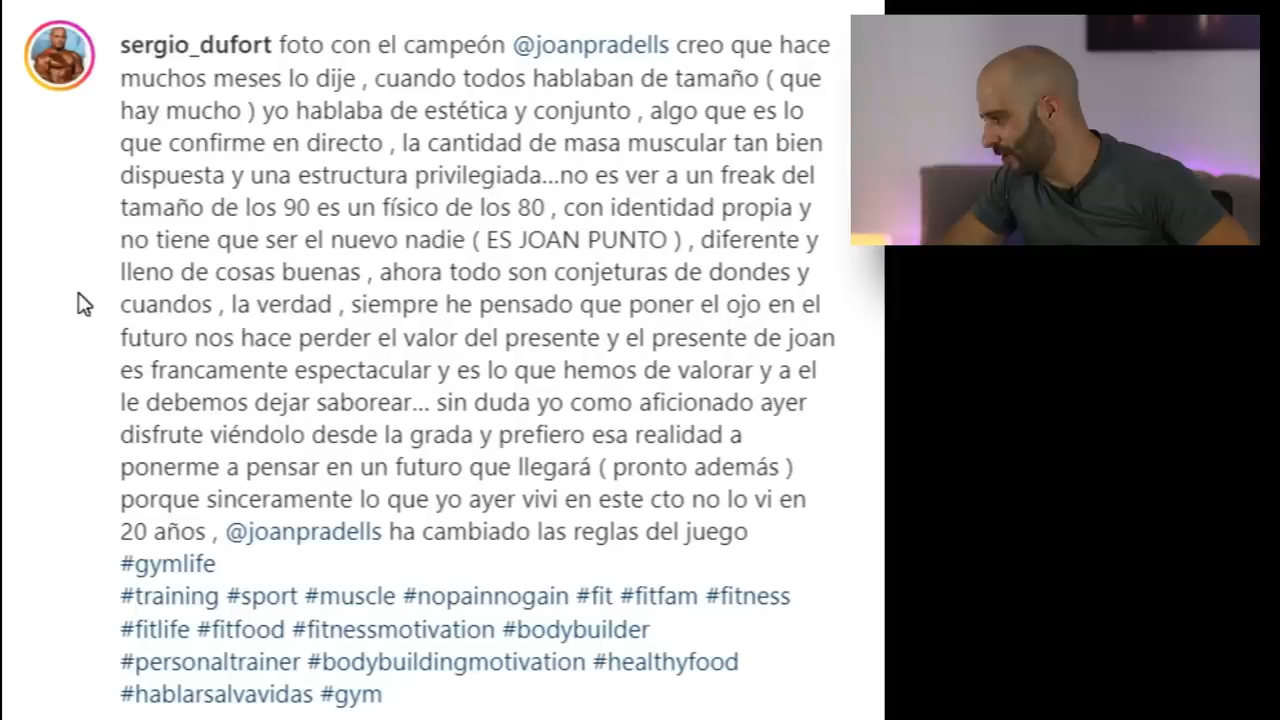 sergio_dufort foto con el campeón @joanpradells creo que hace
muchos meses lo dije , cuando todos hablaban de tamaño ( que
hay mucho ) yo hablaba de estética y conjunto , algo que es lo
que confirme en directo , la cantidad de masa muscular tan bien
dispuesta y una estructura privilegiada...no es ver a un freak del
tamaño de los 90 es un físico de los 80 , con identidad propia y
no tiene que ser el nuevo nadie ( ES JOAN PUNTO ) , diferente y
lleno de cosas buenas , ahora todo son conjeturas de dondes y
cuandos , la verdad , siempre he pensado que poner el ojo en el
futuro nos hace perder el valor del presente y el presente de joan
es francamente espectacular y es lo que hemos de valorar y a el
le debemos dejar saborear... sin duda yo como aficionado ayer
disfrute viéndolo desde la grada y prefiero esa realidad a
ponerme a pensar en un futuro que llegará ( pronto además )
porque sinceramente lo que yo ayer vivi en este cto no lo vi en
20 años , @joanpradells ha cambiado las reglas del juego
#gymlife
#training #sport #muscle #nopainnogain #fit #fitfam #fitness
#fitlife #fitfood #fitnessmotivation #bodybuilder
#personaltrainer #bodybuildingmotivation #healthyfood
#hablarsalvavidas #gym